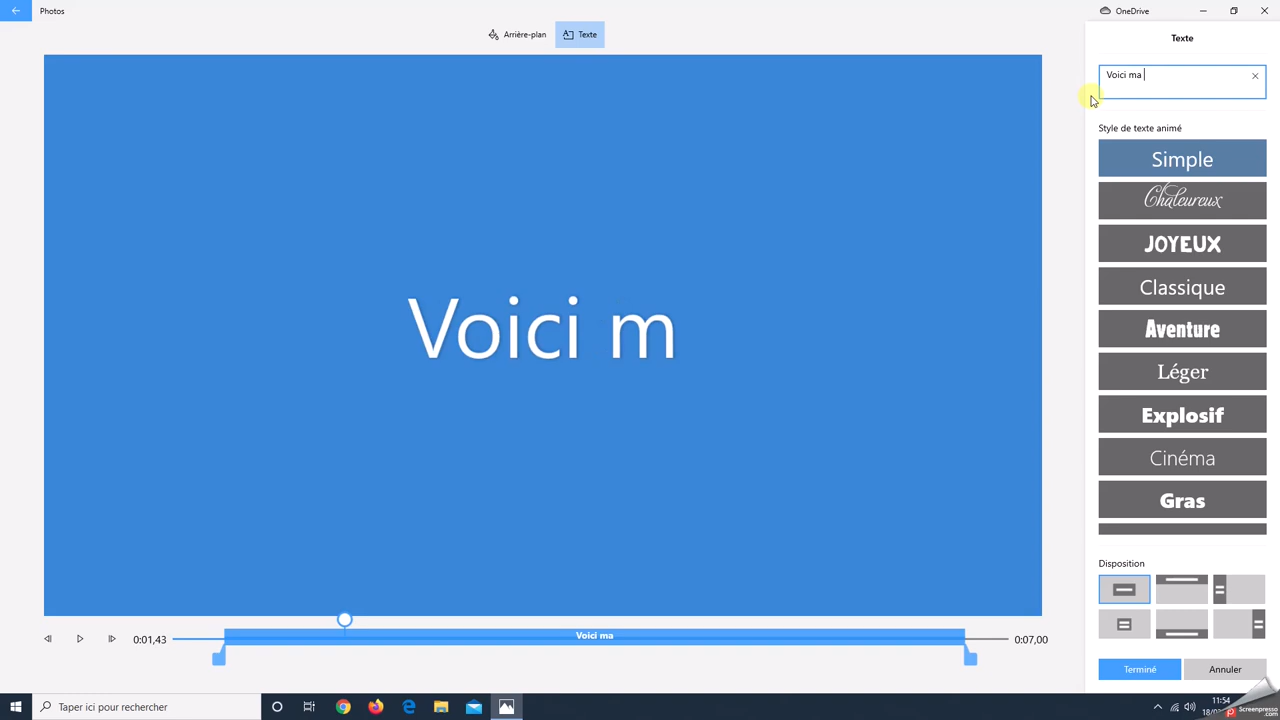 Photos
OneDrive
Arrière-plan
Texte
Texte
Voici ma
Style de texte animé
Simple
Chaleureux
JOYEUX
Classique
Aventure
Léger
Explosif
Cinéma
Gras
Voici m
Disposition
0:01,43
Voici ma
0:07,00
Terminé
Annuler
Taper ici pour rechercher
11:54
Screenpresso
.com